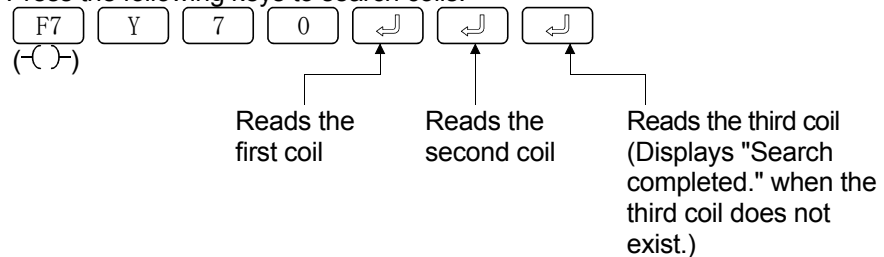 Press the following keys to search coils.
F7 Y 7 0
(-( )-)
Reads the first coil
Reads the second coil
Reads the third coil
(Displays "Search
completed." when the
third coil does not
exist.)